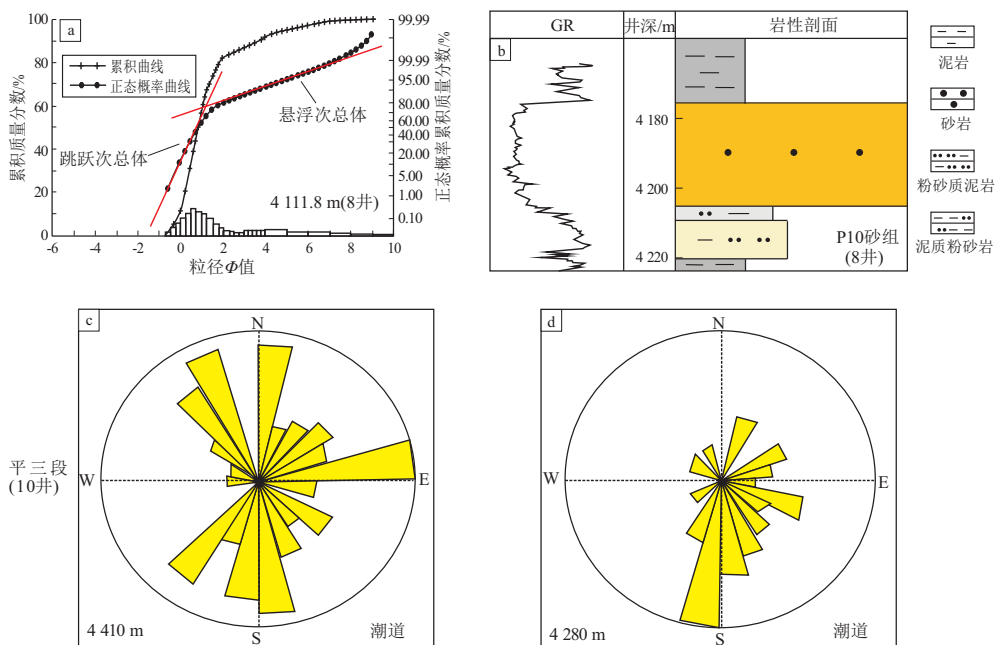 a
累积曲线
正态概率曲线
跳跃次总体
悬浮次总体
4 111.8 m(8井)
累积质量分数/%
100
80
60
40
20
0
正态概率累积质量分数/%
99.99
99.90
99.00
95.00
80.00
60.00
40.00
20.00
5.00
1.00
0.10
-6 -4 -2 0 2 4 6 8 10
粒径Φ值
GR 井深/m 岩性剖面
b
4 180
4 200
4 220
P10砂组
(8井)
泥岩
砂岩
粉砂质泥岩
泥质粉砂岩
平三段
(10井)
c
N
W
E
S
4 410 m
潮道
d
N
W
E
S
4 280 m
潮道